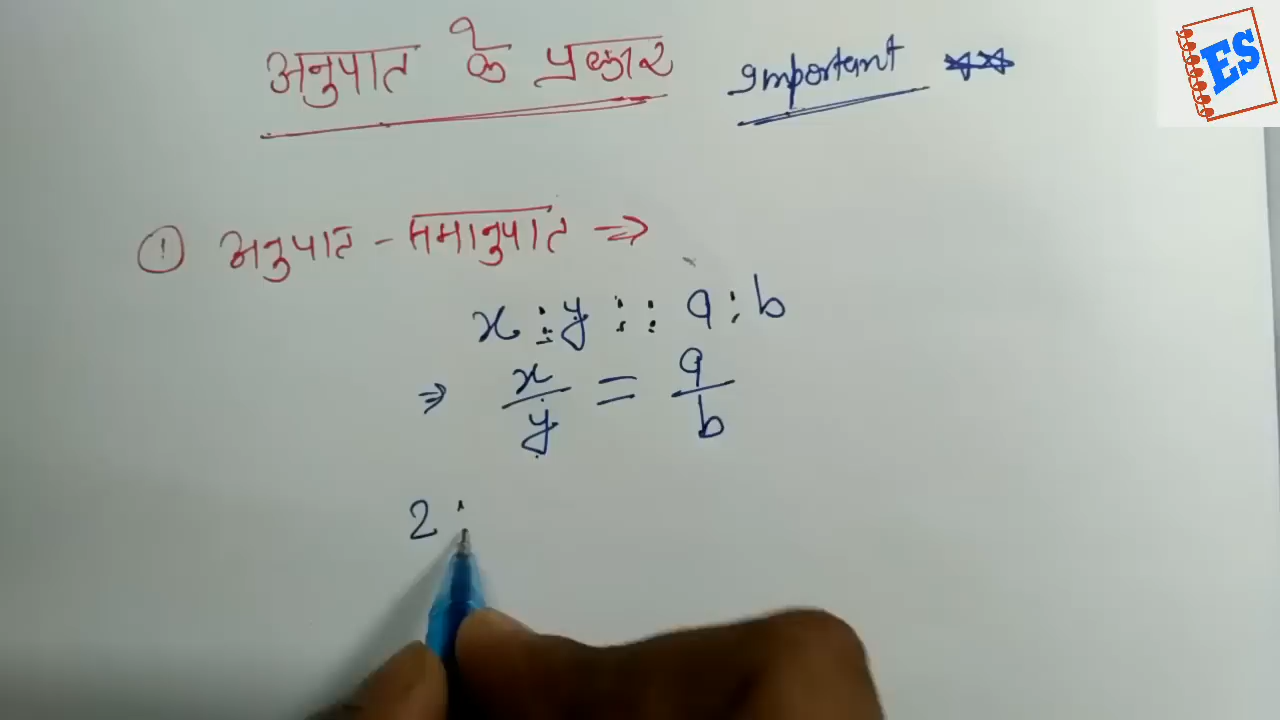 अनुपात के प्रकार Important ★★
ES
① अनुपात - समानुपात ⇒
x : y :: a : b
⇒ x/y = a/b
2 :